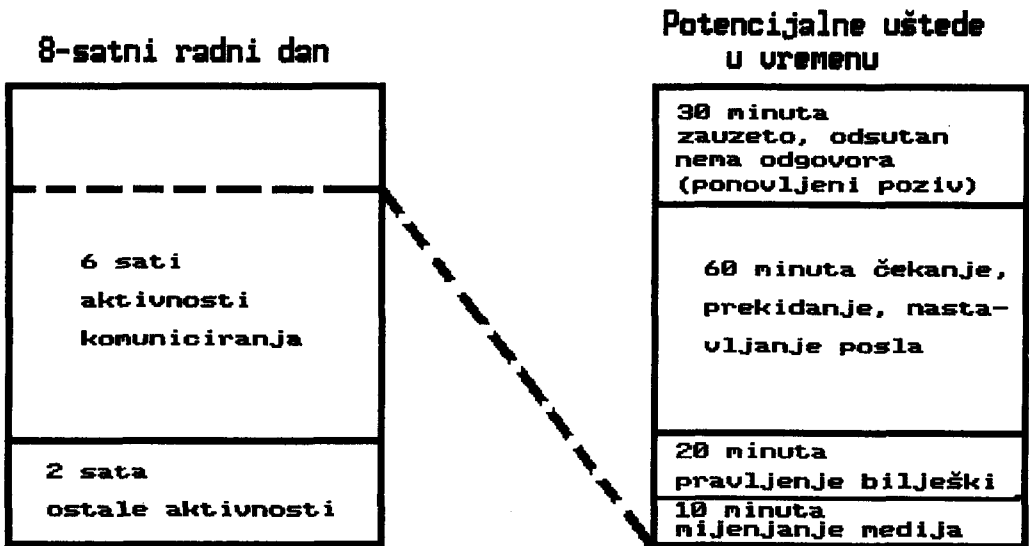 8-satni radni dan
6 sati
aktivnosti
komuniciranja
2 sata
ostale aktivnosti
Potencijalne uštede
u vremenu
30 minuta
zauzeto, odsutan
nema odgovora
(ponovljeni poziv)
60 minuta čekanje,
prekidanje, nasta-
vljanje posla
20 minuta
pravljenje bilješki
10 minuta
mijenjanje medija